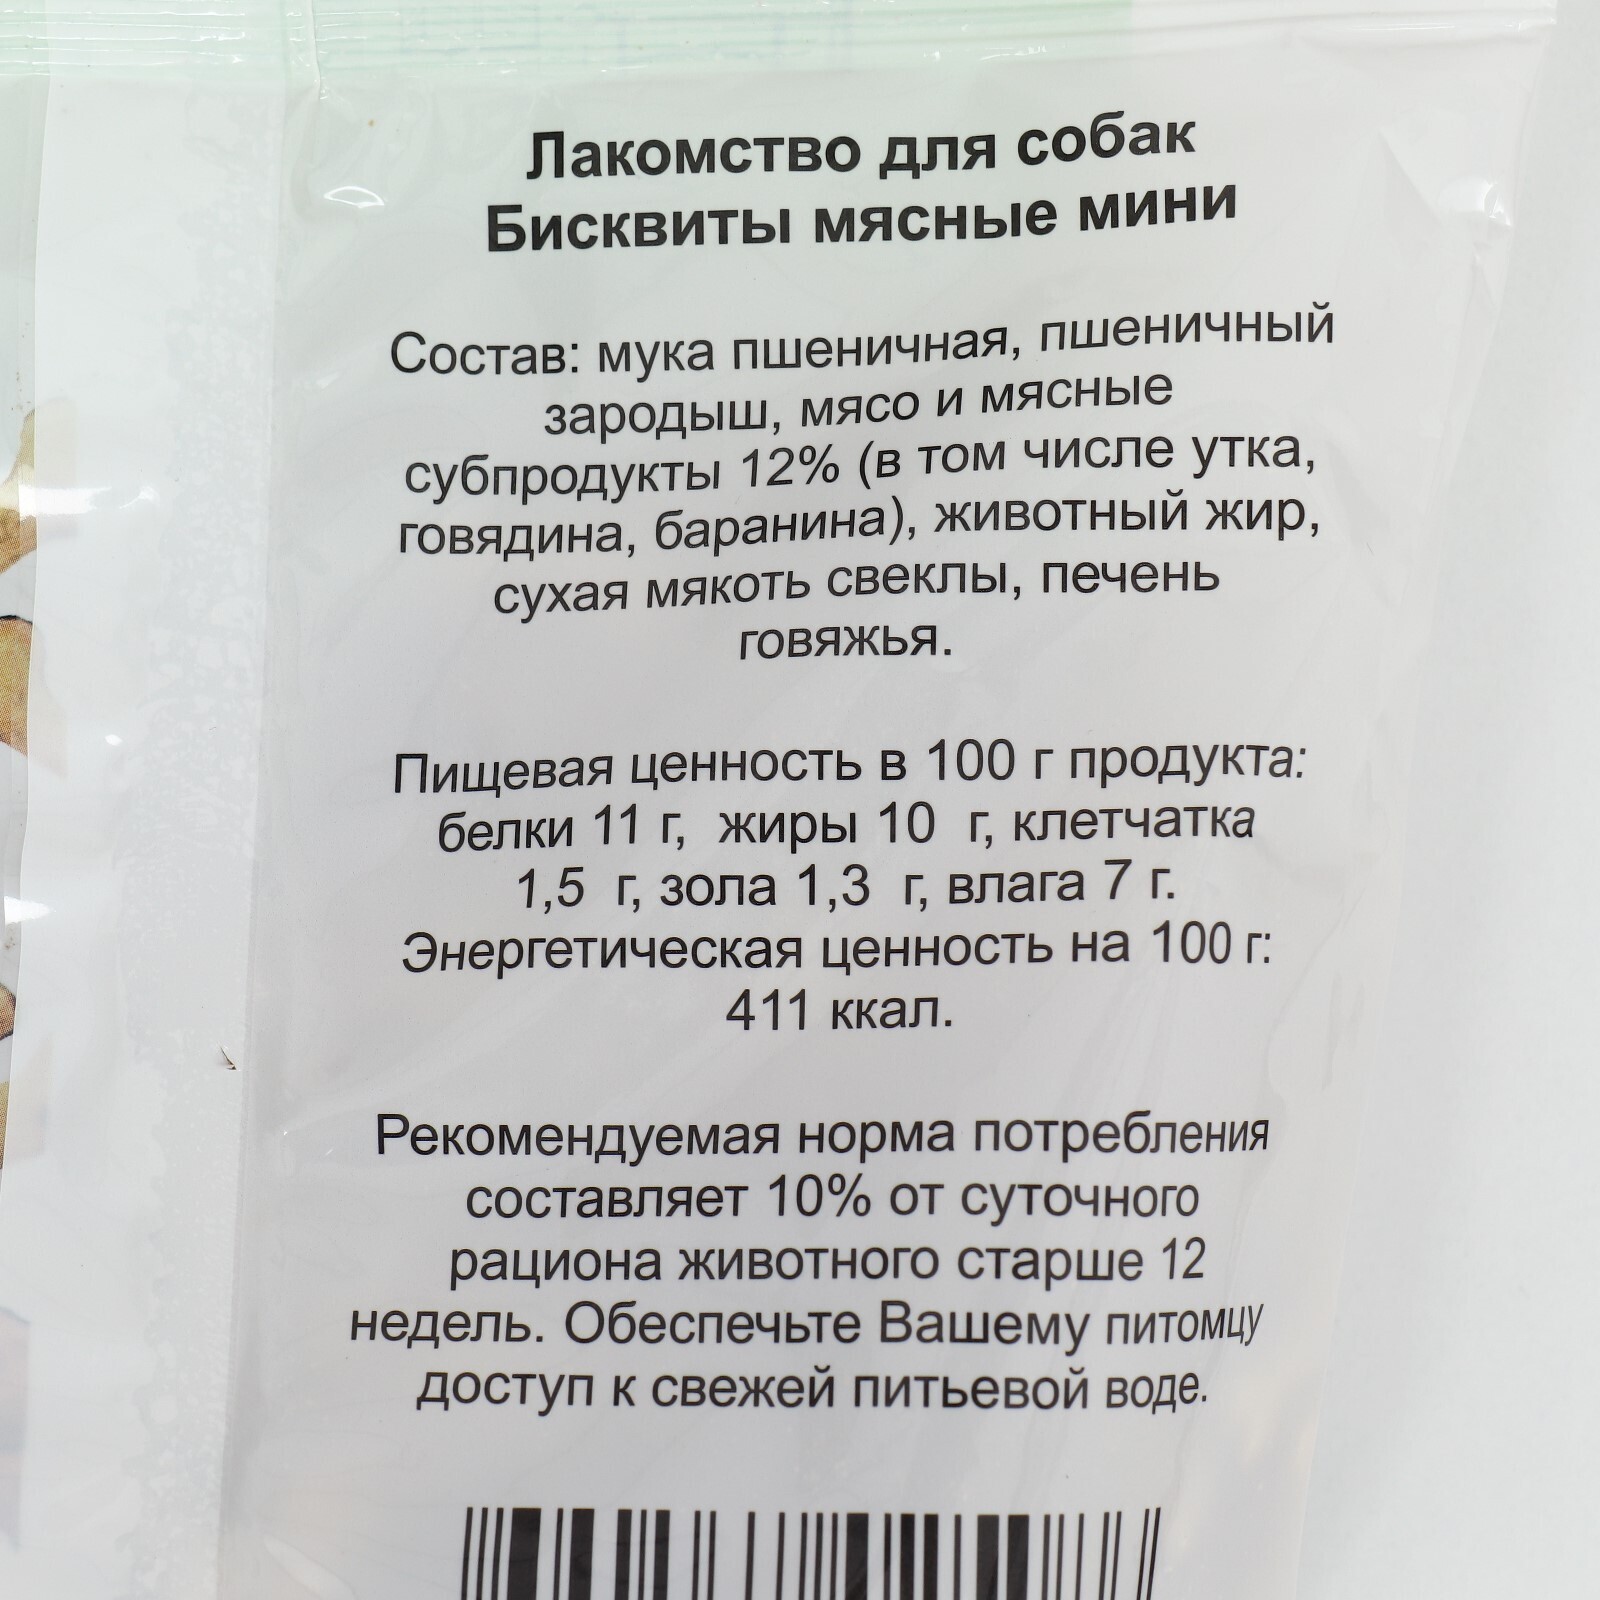 Лакомство для собак
Бисквиты мясные мини
Состав: мука пшеничная, пшеничный
зародыш, мясо и мясные
субпродукты 12% (в том числе утка,
говядина, баранина), животный жир,
сухая мякоть свеклы, печень
говяжья.
Пищевая ценность в 100 г продукта:
белки 11 г, жиры 10 г, клетчатка
1,5 г, зола 1,3 г, влага 7 г.
Энергетическая ценность на 100 г:
411 ккал.
Рекомендуемая норма потребления
составляет 10% от суточного
рациона животного старше 12
недель. Обеспечьте Вашему питомцу
доступ к свежей питьевой воде.